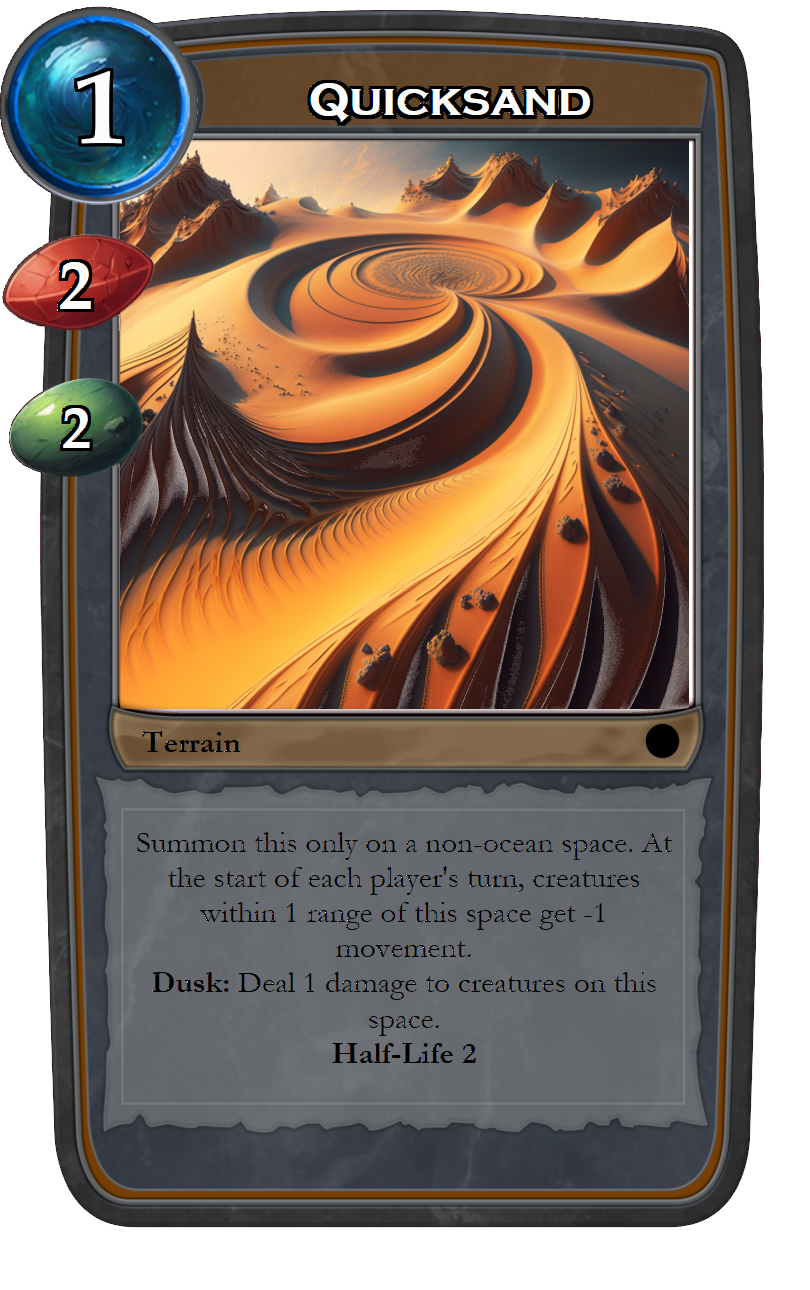 1
Quicksand
2
2
Terrain
Summon this only on a non-ocean space. At
the start of each player's turn, creatures
within 1 range of this space get -1
movement.
Dusk: Deal 1 damage to creatures on this
space.
Half-Life 2